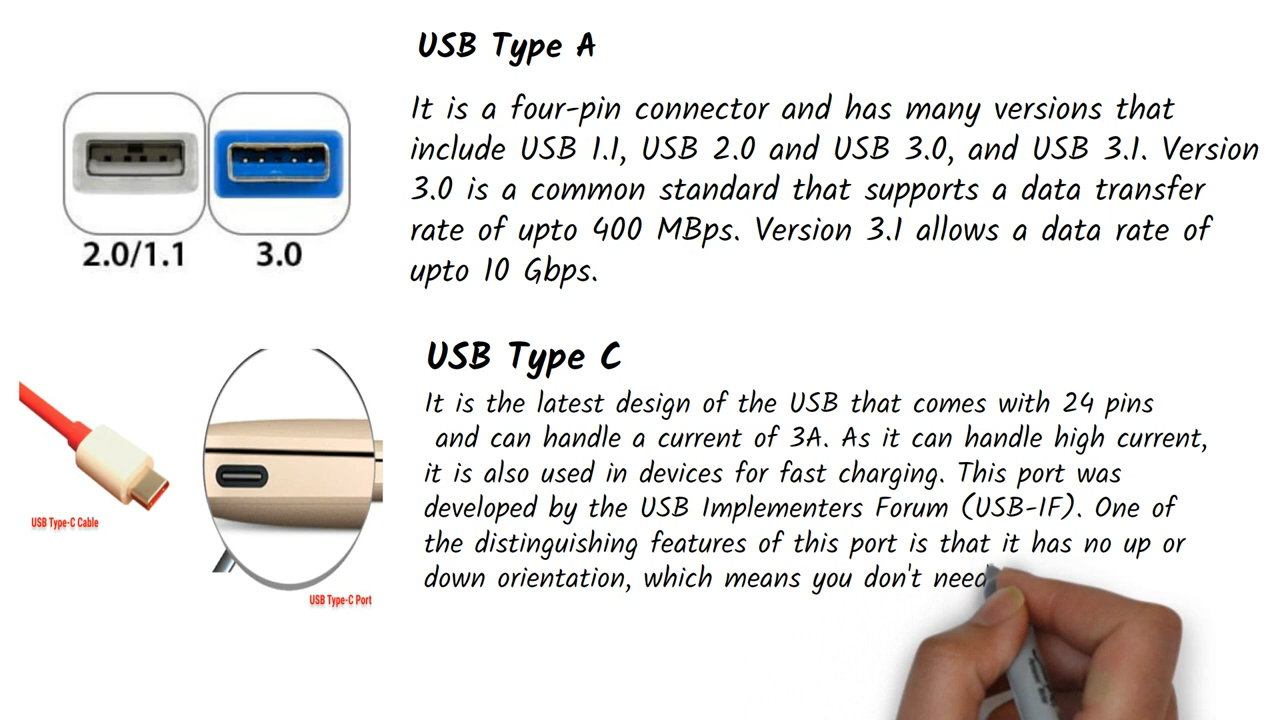 USB Type A
It is a four-pin connector and has many versions that
include USB 1.1, USB 2.0 and USB 3.0, and USB 3.1. Version
3.0 is a common standard that supports a data transfer
rate of upto 400 MBps. Version 3.1 allows a data rate of
upto 10 Gbps.
2.0/1.1
3.0
USB Type C
It is the latest design of the USB that comes with 24 pins
and can handle a current of 3A. As it can handle high current,
it is also used in devices for fast charging. This port was
developed by the USB Implementers Forum (USB-IF). One of
the distinguishing features of this port is that it has no up or
down orientation, which means you don't need
USB Type-C Cable
USB Type-C Port